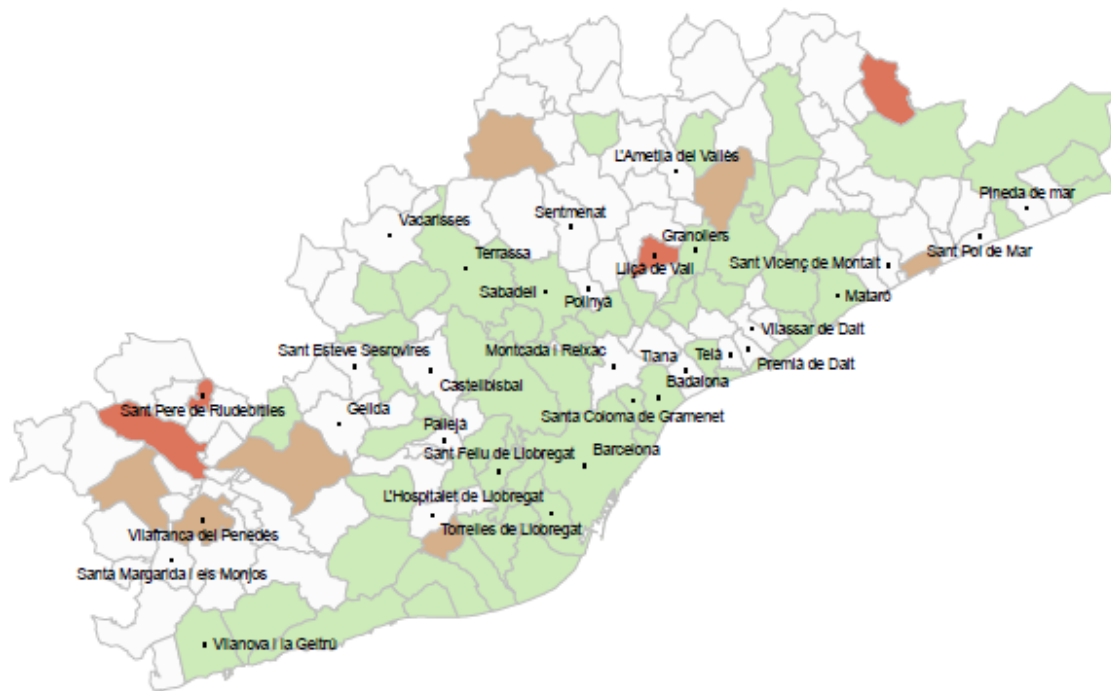 L'Ametlla del Vallès
Pineda de mar
Vacarisses
Sentmenat
Granollers
Sant Pol de Mar
Terrassa
Lliçà de Vall
Sant Vicenç de Montalt
Sabadell
Polinyà
Mataró
Vilassar de Dalt
Sant Esteve Sesrovires
Montcada i Reixac
Tiana
Teià
Premià de Dalt
Castellbisbal
Badalona
Sant Pere de Riudebitlles
Gelida
Santa Coloma de Gramenet
Pallejà
Sant Feliu de Llobregat
Barcelona
L'Hospitalet de Llobregat
Torrelles de Llobregat
Vilafranca del Penedès
Santa Margarida i els Monjos
Vilanova i la Geltrú